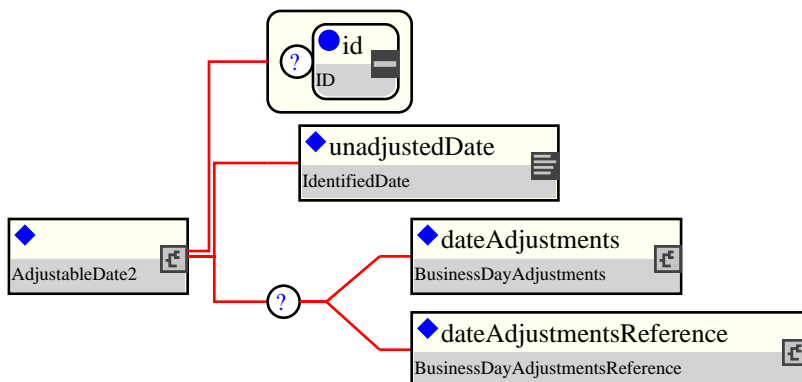 ?
id
ID
unadjustedDate
IdentifiedDate
AdjustableDate2
?
dateAdjustments
BusinessDayAdjustments
dateAdjustmentsReference
BusinessDayAdjustmentsReference